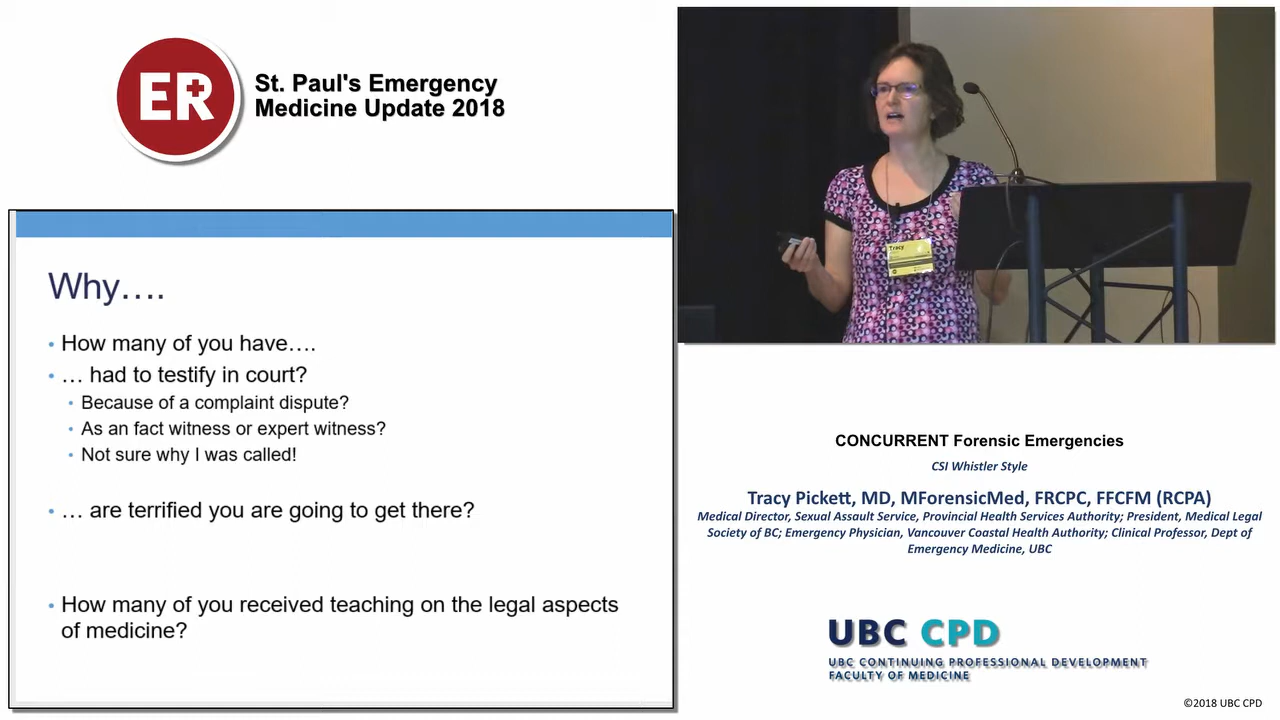 ER
St. Paul's Emergency
Medicine Update 2018
Why….
• How many of you have….
• … had to testify in court?
• Because of a complaint dispute?
• As an fact witness or expert witness?
• Not sure why I was called!
• … are terrified you are going to get there?
• How many of you received teaching on the legal aspects
of medicine?
Tracy
CONCURRENT Forensic Emergencies
CSI Whistler Style
Tracy Pickett, MD, MForensicMed, FRCPC, FFCFM (RCPA)
Medical Director, Sexual Assault Service, Provincial Health Services Authority; President, Medical Legal
Society of BC; Emergency Physician, Vancouver Coastal Health Authority; Clinical Professor, Dept of
Emergency Medicine, UBC
UBC CPD
UBC CONTINUING PROFESSIONAL DEVELOPMENT
FACULTY OF MEDICINE
©2018 UBC CPD